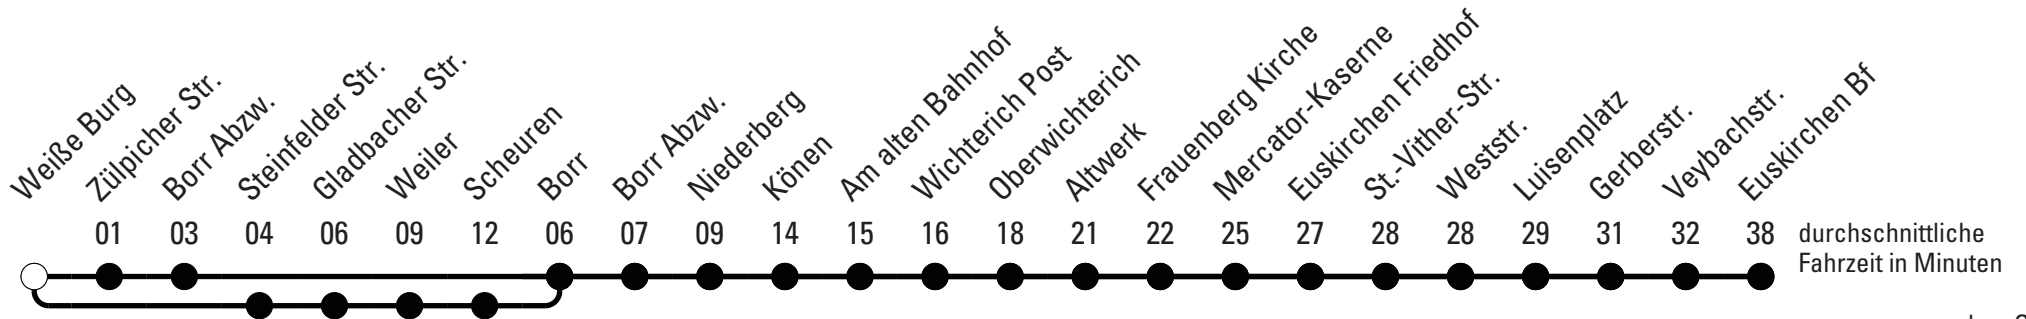 Weiße Burg
Zülpicher Str.
Borr Abzw.
Steinfelder Str.
Gladbacher Str.
Weiler
Scheuren
Borr
Borr Abzw.
Niederberg
Könen
Am alten Bahnhof
Wichterich Post
Oberwichterich
Altwerk
Frauenberg Kirche
Mercator-Kaserne
Euskirchen Friedhof
St.-Vither-Str.
Weststr.
Luisenplatz
Gerberstr.
Veybachstr.
Euskirchen Bf
01 03 04 06 09 12 06 07 09 14 15 16 18 21 22 25 27 28 28 29 31 32 38
durchschnittliche
Fahrzeit in Minuten